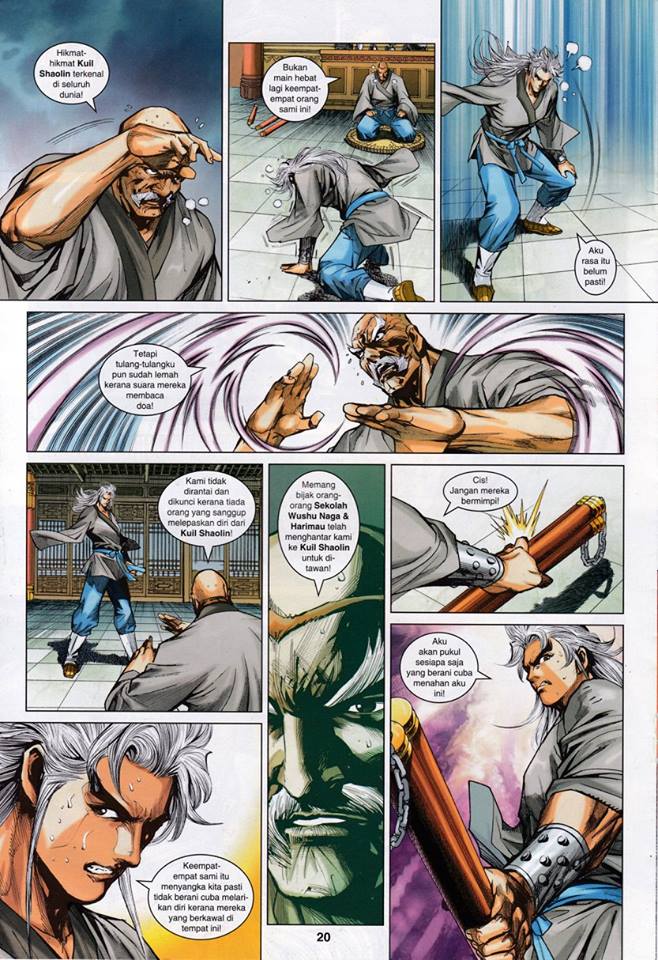 Hikmat-
hikmat Kuil
Shaolin terkenal
di seluruh
dunia!
Bukan
main hebat
lagi keempat-
empat orang
sami ini!
Aku
rasa itu
belum
pasti!
Tetapi
tulang-tulangku
pun sudah lemah
kerana suara mereka
membaca
doa!
Kami tidak
dirantai dan
dikunci kerana tiada
orang yang sanggup
melepaskan diri dari
Kuil Shaolin!
Memang
bijak orang-
orang Sekolah
Wushu Naga &
Harimau telah
menghantar kami
ke Kuil Shaolin
untuk di-
tawan!
Cis!
Jangan mereka
bermimpi!
Aku
akan pukul
sesiapa saja
yang berani cuba
menahan aku
ini!
Keempat-
empat sami itu
menyangka kita pasti
tidak berani cuba melari-
kan diri kerana mereka
yang berkawal di
tempat ini!
20